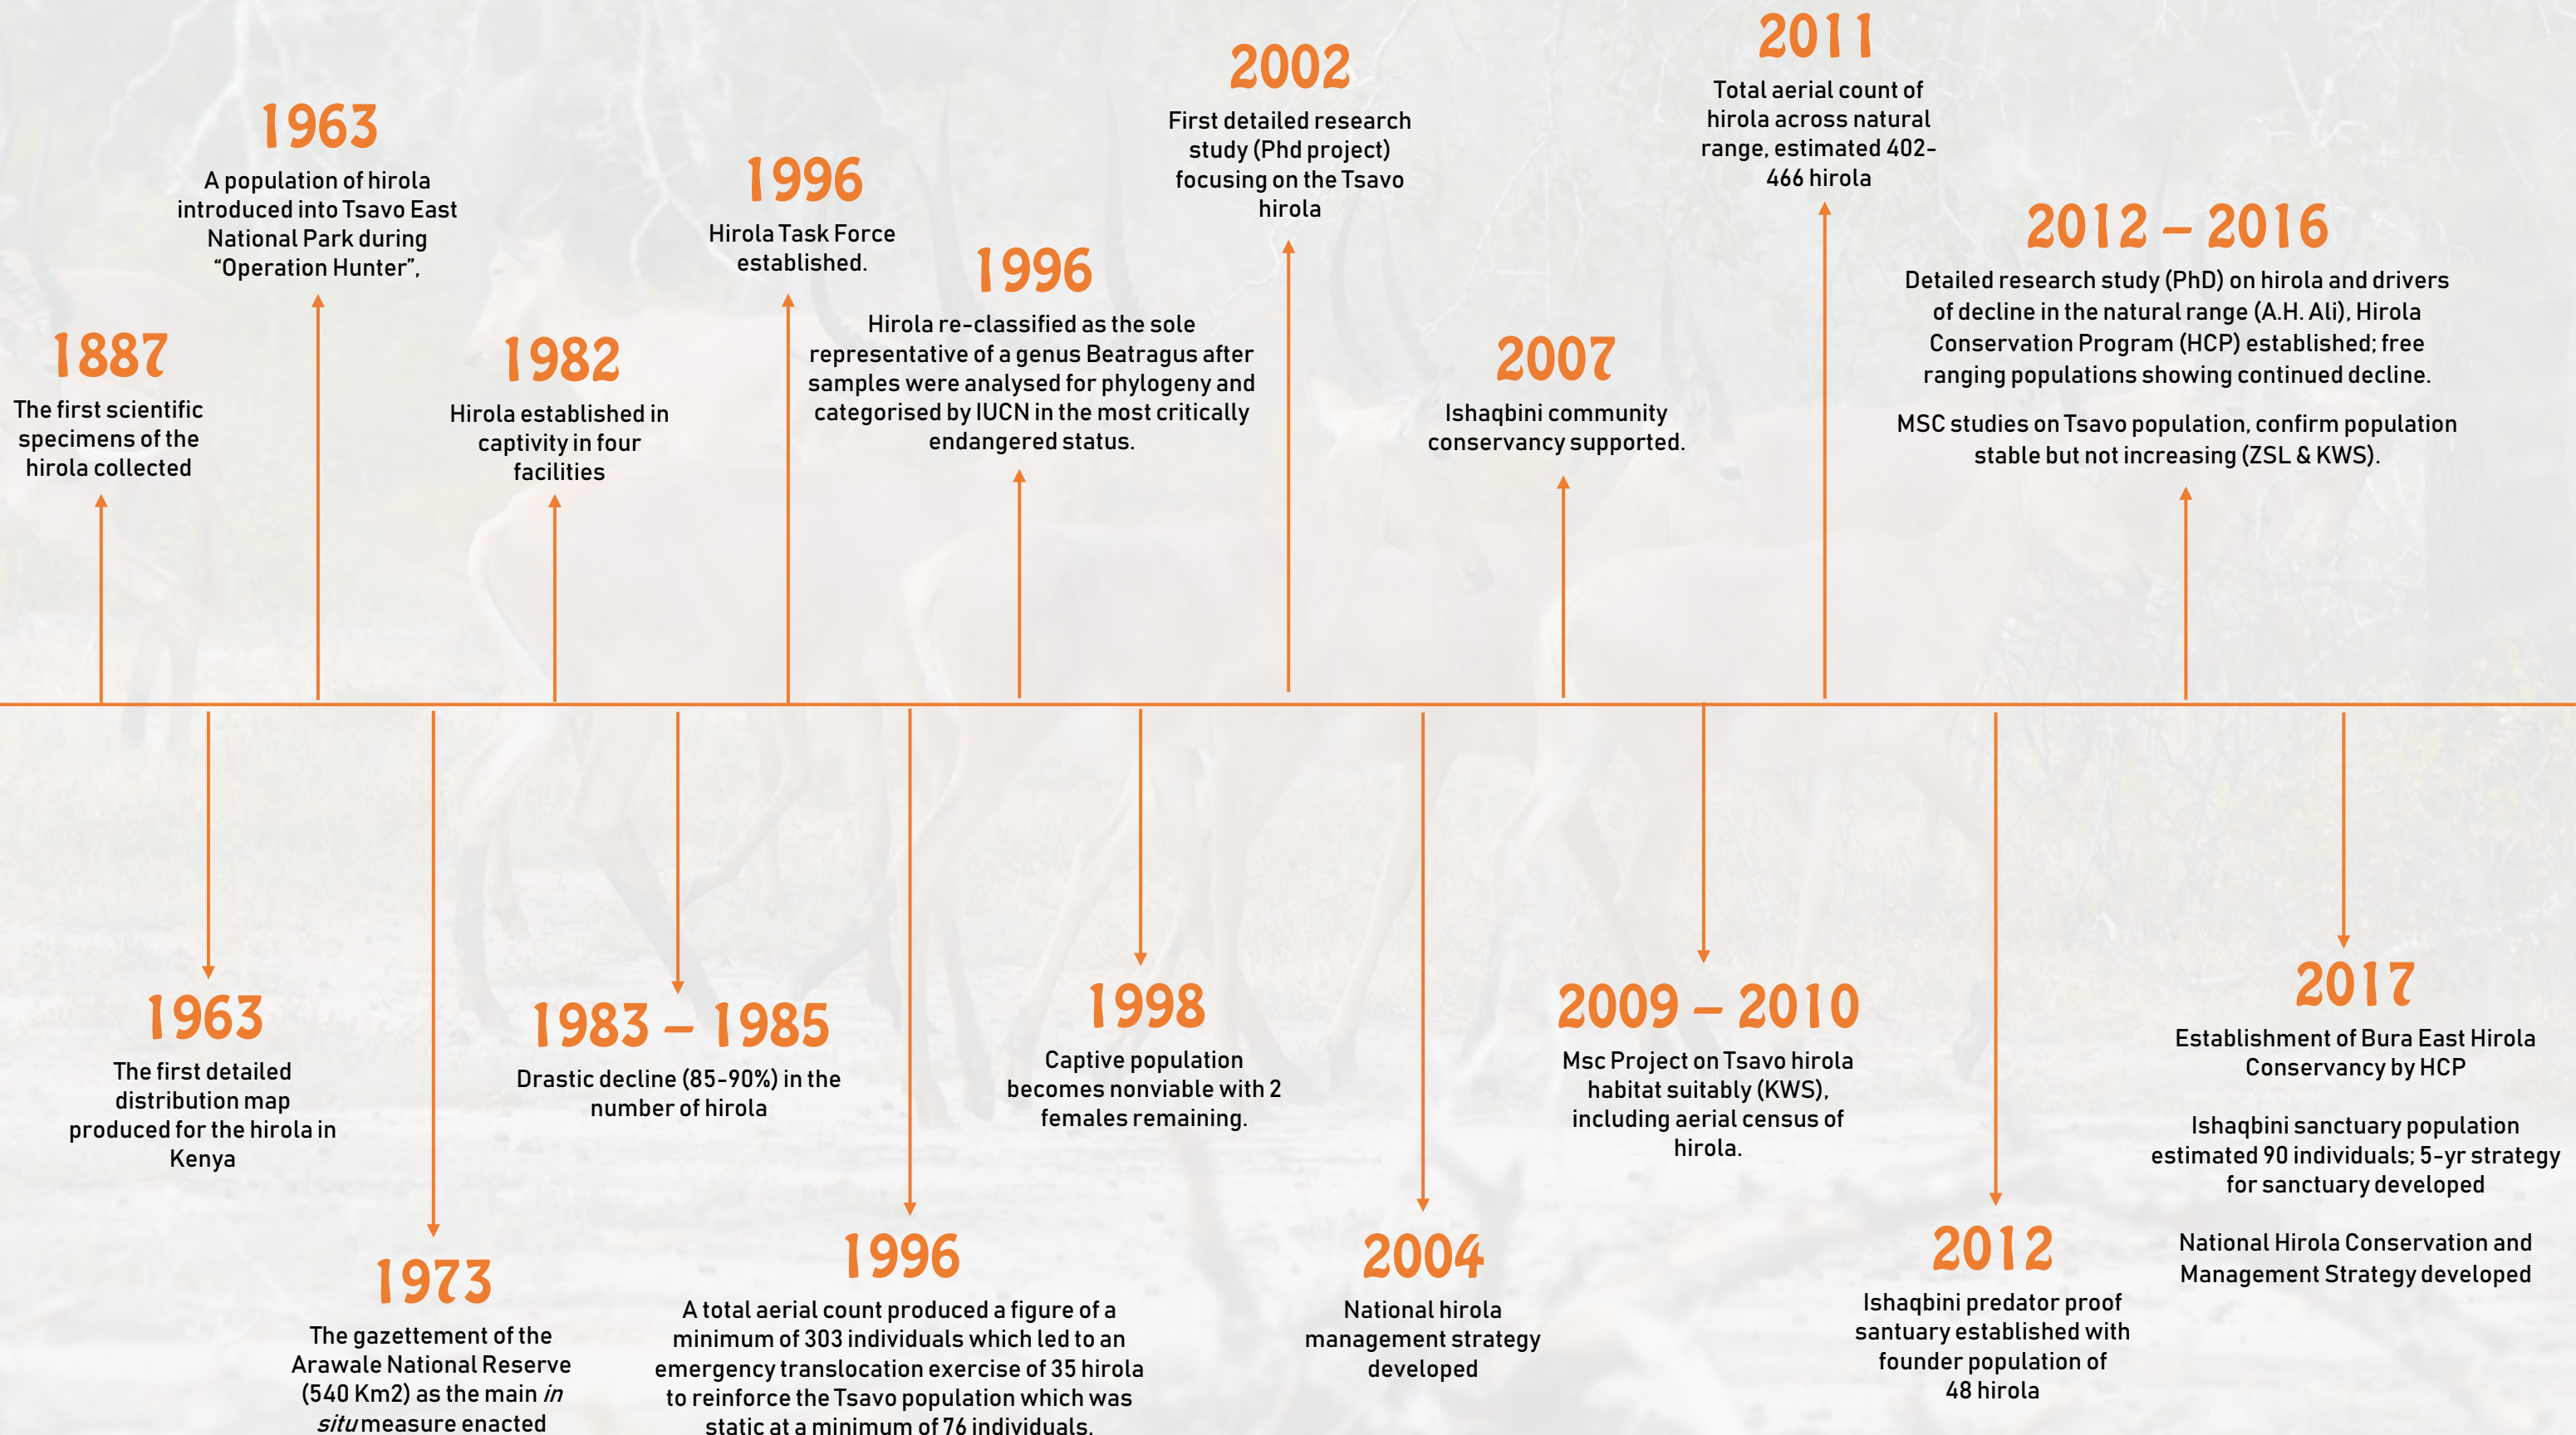 1887
The first scientific
specimens of the
hirola collected
1963
The first detailed
distribution map
produced for the hirola in
Kenya
1963
A population of hirola
introduced into Tsavo East
National Park during
“Operation Hunter”,
1973
The gazettement of the
Arawale National Reserve
(540 Km2) as the main in
situ measure enacted
1982
Hirola established in
captivity in four
facilities
1983 – 1985
Drastic decline (85-90%) in the
number of hirola
1996
Hirola Task Force
established.
1996
A total aerial count produced a figure of a
minimum of 303 individuals which led to an
emergency translocation exercise of 35 hirola
to reinforce the Tsavo population which was
static at a minimum of 76 individuals.
1996
Hirola re-classified as the sole
representative of a genus Beatragus after
samples were analysed for phylogeny and
categorised by IUCN in the most critically
endangered status.
1998
Captive population
becomes nonviable with 2
females remaining.
2002
First detailed research
study (Phd project)
focusing on the Tsavo
hirola
2004
National hirola
management strategy
developed
2007
Ishaqbini community
conservancy supported.
2009 – 2010
Msc Project on Tsavo hirola
habitat suitably (KWS),
including aerial census of
hirola.
2011
Total aerial count of
hirola across natural
range, estimated 402-
466 hirola
2012
Ishaqbini predator proof
santuary established with
founder population of
48 hirola
2012 – 2016
Detailed research study (PhD) on hirola and drivers
of decline in the natural range (A.H. Ali), Hirola
Conservation Program (HCP) established; free
ranging populations showing continued decline.
MSC studies on Tsavo population, confirm population
stable but not increasing (ZSL & KWS).
2017
Establishment of Bura East Hirola
Conservancy by HCP
Ishaqbini sanctuary population
estimated 90 individuals; 5-yr strategy
for sanctuary developed
National Hirola Conservation and
Management Strategy developed